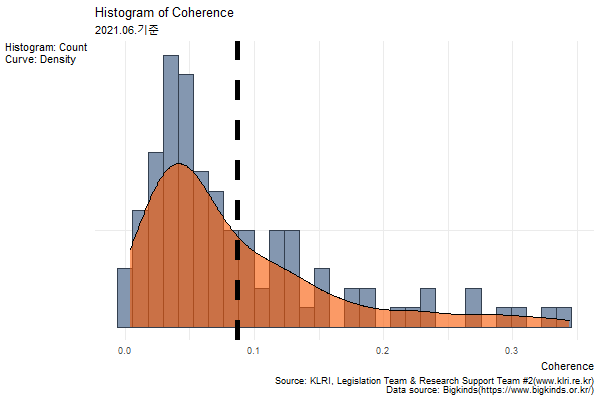 Histogram of Coherence
2021.06.기준
Histogram: Count
Curve: Density
0.0
0.1
0.2
0.3
Coherence
Source: KLRI, Legislation Team & Research Support Team #2(www.klri.re.kr)
Data source: Bigkinds(https://www.bigkinds.or.kr/)